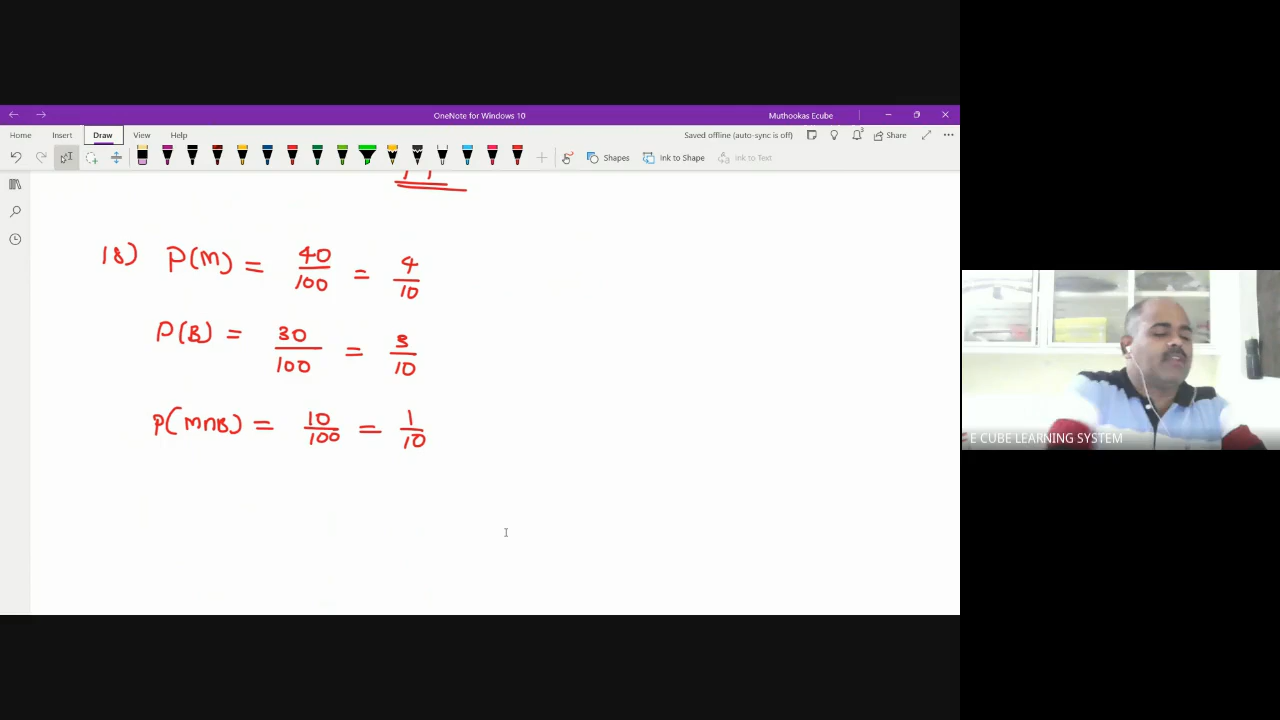 OneNote for Windows 10
Muthookas Ecube
Home Insert Draw View Help
Saved offline (auto-sync is off)
3
Share
Shapes
Ink to Shape
Ink to Text
18) P(M) = 40/100 = 4/10
P(B) = 30/100 = 3/10
P(M∩B) = 10/100 = 1/10
E CUBE LEARNING SYSTEM